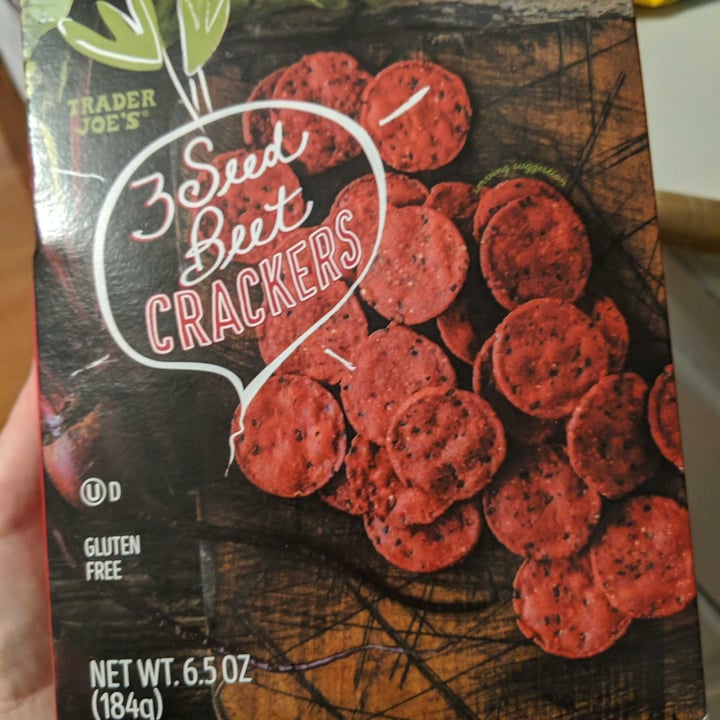 TRADER
JOE'S®
3 Seed
Beet
CRACKERS
serving suggestion
U D
GLUTEN
FREE
NET WT. 6.5 OZ
(184g)